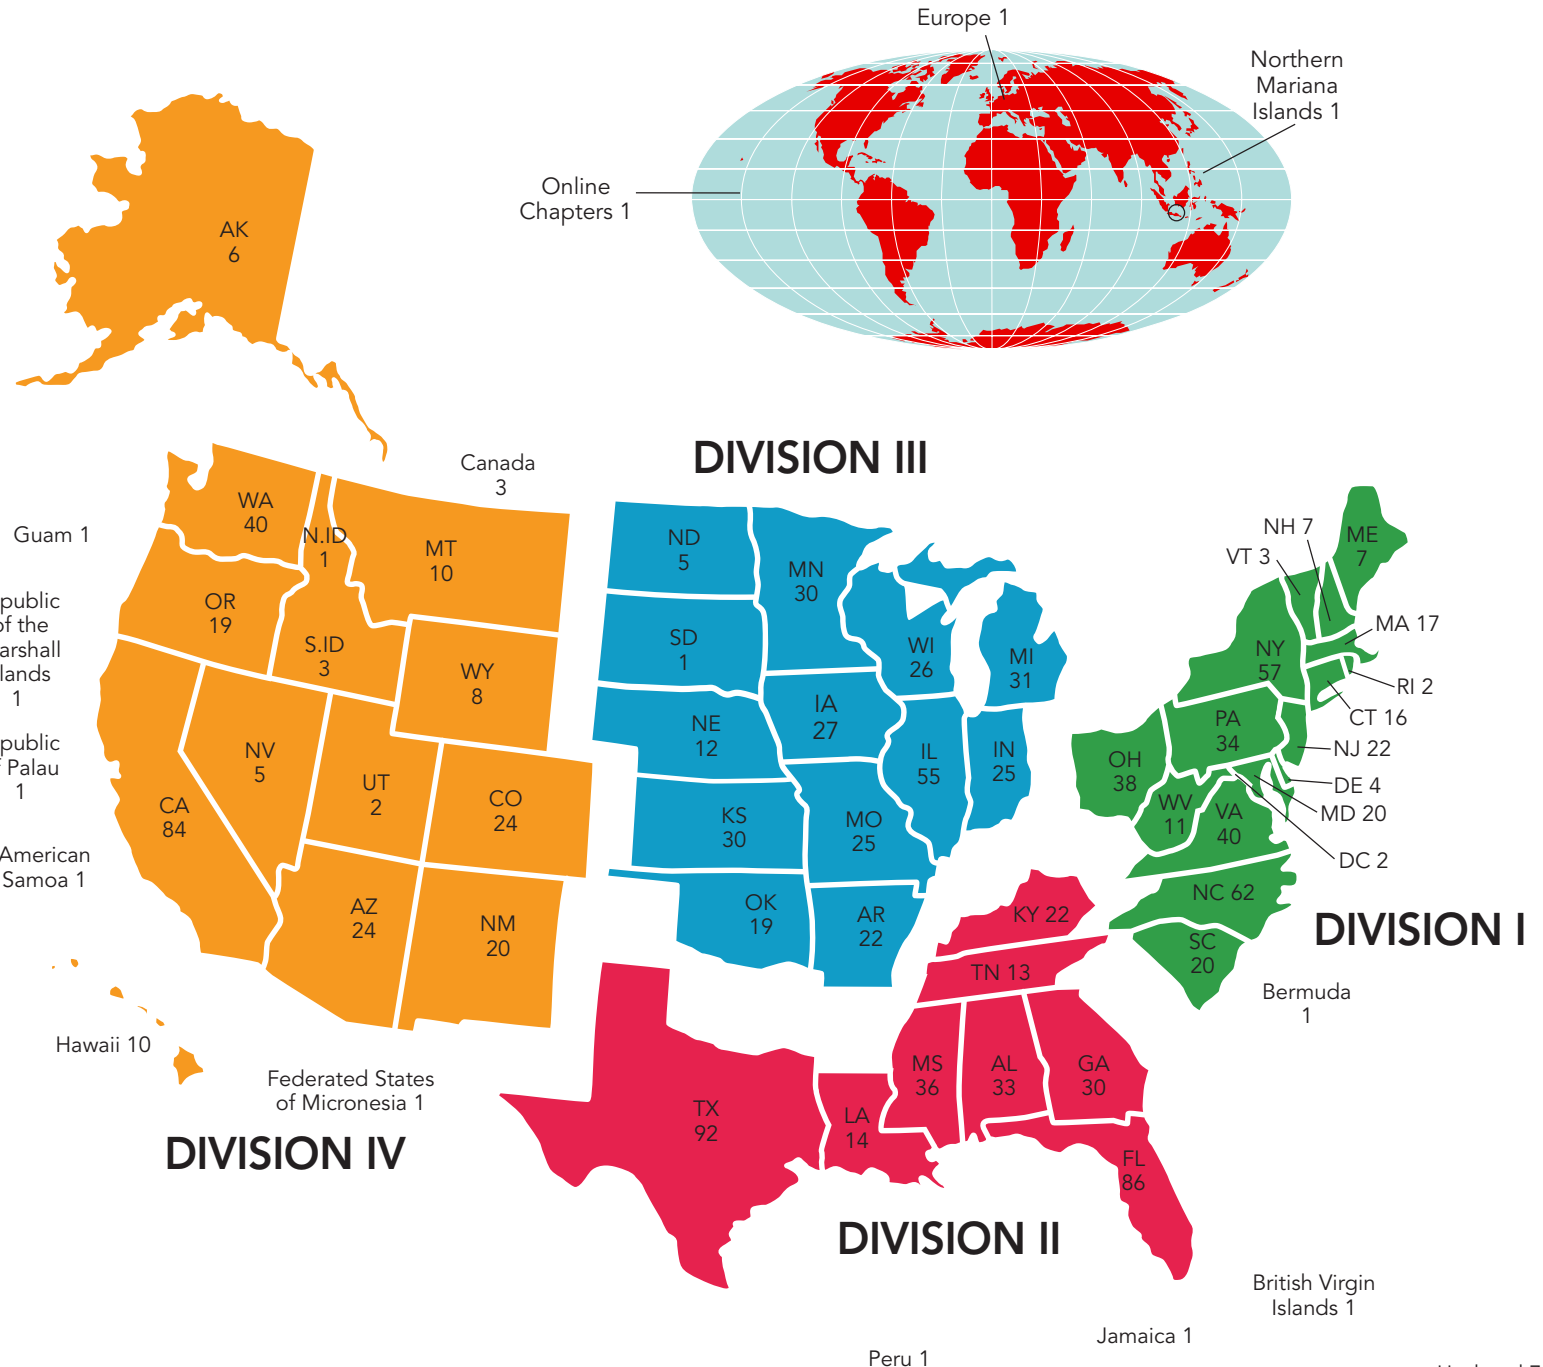 Europe 1
Northern
Mariana
Islands 1
Online
Chapters 1
AK
6
DIVISION III
Canada
3
WA
40
N.ID
1
MT
10
Guam 1
OR
19
S.ID
3
WY
8
of the
1
1
American
Samoa 1
Palau
NV
5
UT
2
CO
24
CA
84
AZ
24
NM
20
Hawaii 10
Federated States
of Micronesia 1
DIVISION IV
ND
5
MN
30
SD
1
WI
26
MI
31
NE
12
IA
27
IL
55
IN
25
KS
30
MO
25
OK
19
AR
22
NH 7
VT 3
ME
7
MA 17
NY
57
RI 2
CT 16
PA
34
NJ 22
OH
38
DE 4
MD 20
WV
11
VA
40
DC 2
NC 62
SC
20
DIVISION I
Bermuda
1
KY 22
TN 13
MS
36
AL
33
GA
30
TX
92
LA
14
FL
86
DIVISION II
British Virgin
Islands 1
Jamaica 1
Peru 1